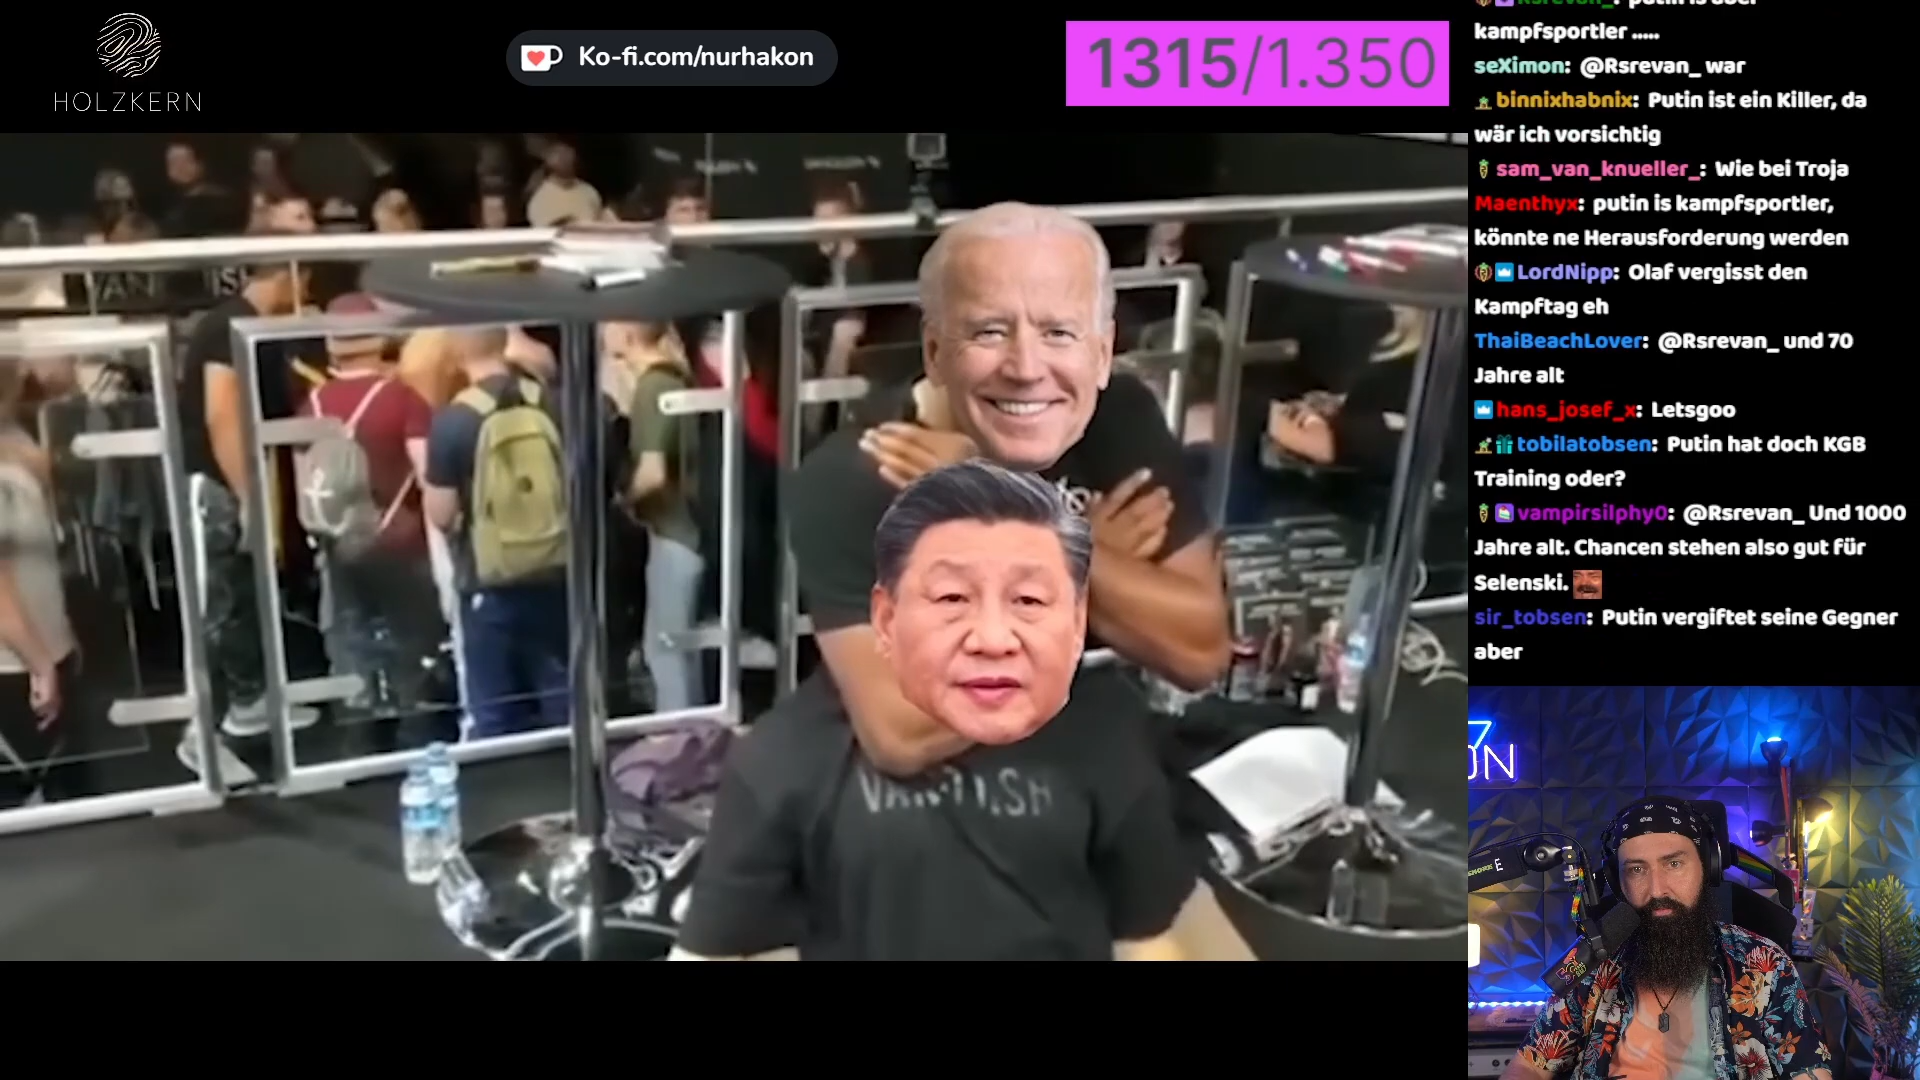 HOLZKERN
Ko-fi.com/nurhakon
1315/1.350
kampfsportler .....
seXimon: @Rsrevan_ war
binnixhabnix: Putin ist ein Killer, da
wär ich vorsichtig
sam_van_knueller_: Wie bei Troja
Maenthyx: putin is kampfsportler,
könnte ne Herausforderung werden
LordNipp: Olaf vergisst den
Kampftag eh
ThaiBeachLover: @Rsrevan_ und 70
Jahre alt
hans_josef_x: Letsgoo
tobilatobsen: Putin hat doch KGB
Training oder?
vampirsilphy0: @Rsrevan_ Und 1000
Jahre alt. Chancen stehen also gut für
Selenski.
sir_tobsen: Putin vergiftet seine Gegner
aber
ON